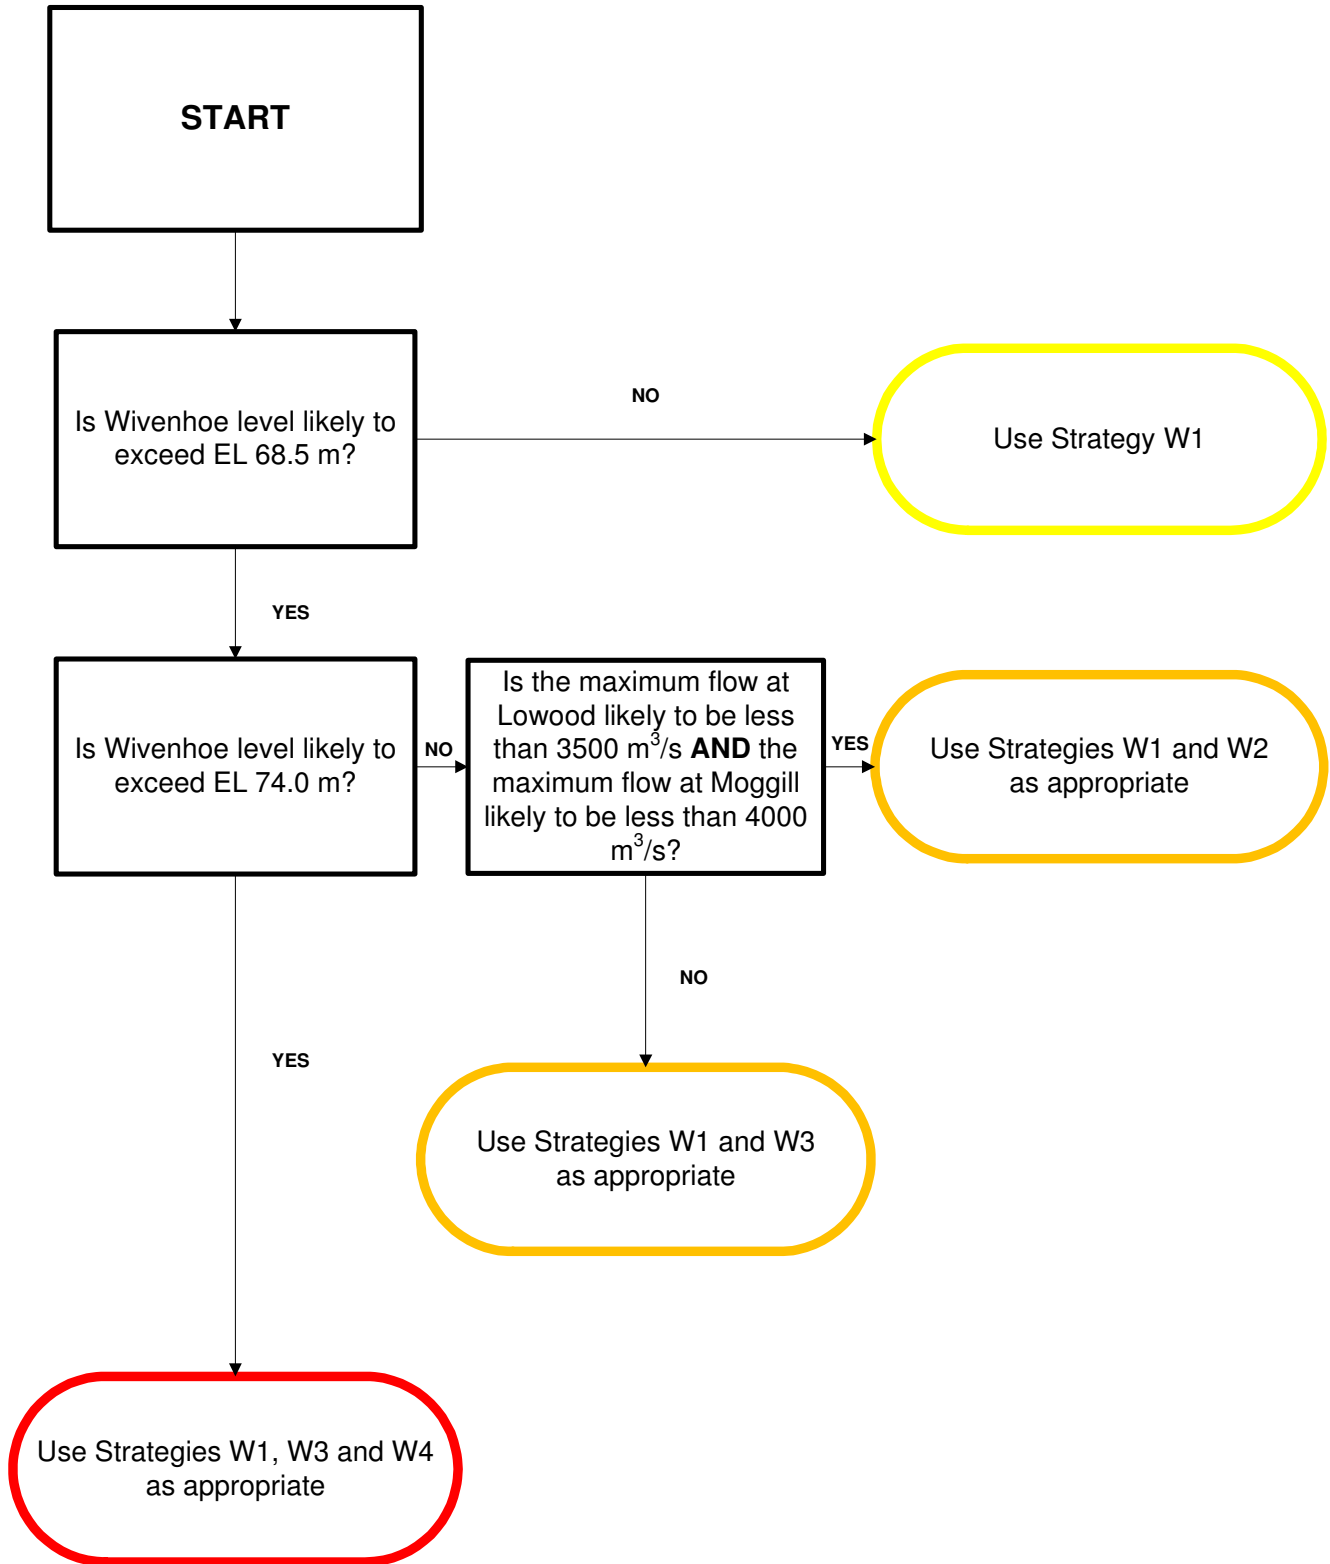 START
Is Wivenhoe level likely to
exceed EL 68.5 m?
NO
Use Strategy W1
YES
Is Wivenhoe level likely to
exceed EL 74.0 m?
NO
Is the maximum flow at
Lowood likely to be less
than 3500 m³/s AND the
maximum flow at Moggill
likely to be less than 4000
m³/s?
YES
Use Strategies W1 and W2
as appropriate
NO
YES
Use Strategies W1 and W3
as appropriate
Use Strategies W1, W3 and W4
as appropriate